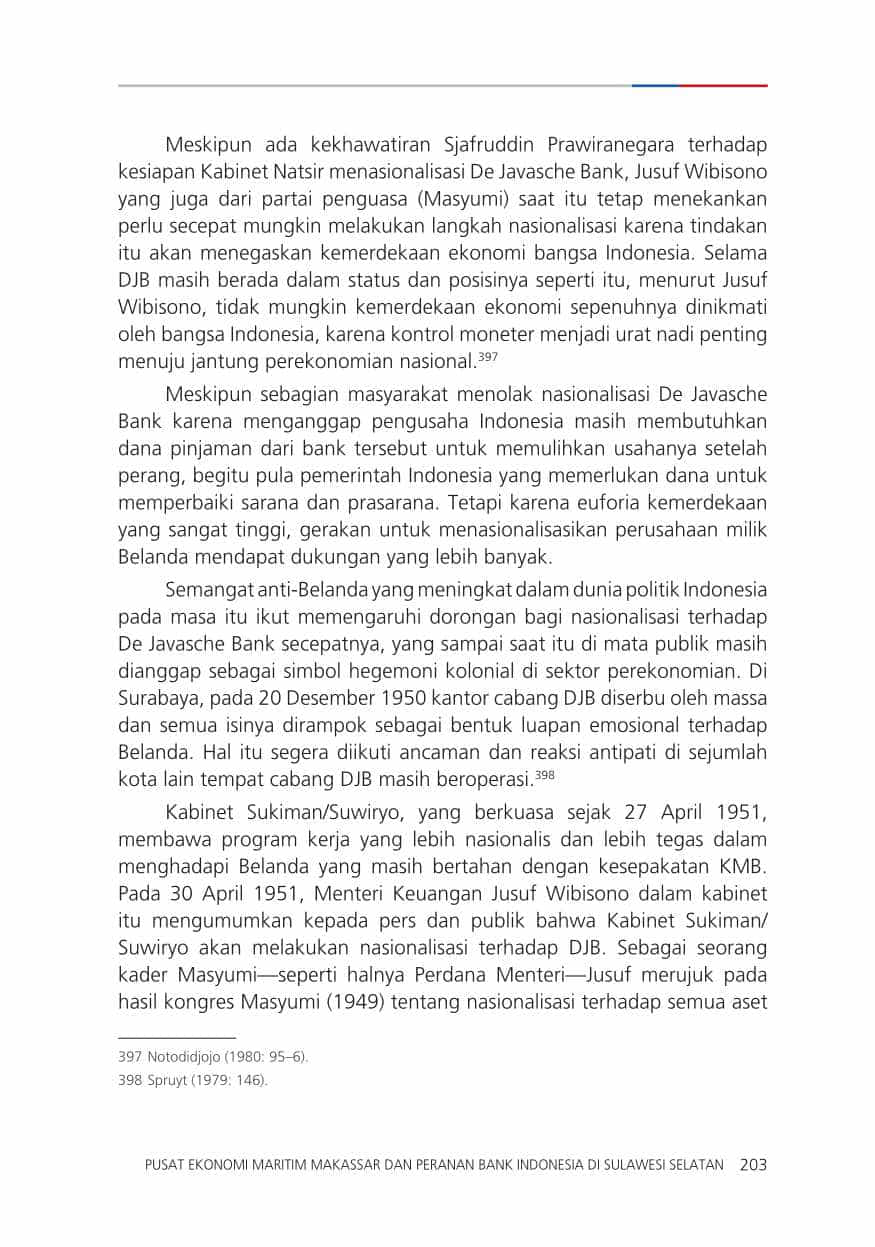 Meskipun ada kekhawatiran Sjafruddin Prawiranegara terhadap
kesiapan Kabinet Natsir menasionalisasi De Javasche Bank, Jusuf Wibisono
yang juga dari partai penguasa (Masyumi) saat itu tetap menekankan
perlu secepat mungkin melakukan langkah nasionalisasi karena tindakan
itu akan menegaskan kemerdekaan ekonomi bangsa Indonesia. Selama
DJB masih berada dalam status dan posisinya seperti itu, menurut Jusuf
Wibisono, tidak mungkin kemerdekaan ekonomi sepenuhnya dinikmati
oleh bangsa Indonesia, karena kontrol moneter menjadi urat nadi penting
menuju jantung perekonomian nasional.397
Meskipun sebagian masyarakat menolak nasionalisasi De Javasche
Bank karena menganggap pengusaha Indonesia masih membutuhkan
dana pinjaman dari bank tersebut untuk memulihkan usahanya setelah
perang, begitu pula pemerintah Indonesia yang memerlukan dana untuk
memperbaiki sarana dan prasarana. Tetapi karena euforia kemerdekaan
yang sangat tinggi, gerakan untuk menasionalisasikan perusahaan milik
Belanda mendapat dukungan yang lebih banyak.
Semangat anti-Belanda yang meningkat dalam dunia politik Indonesia
pada masa itu ikut memengaruhi dorongan bagi nasionalisasi terhadap
De Javasche Bank secepatnya, yang sampai saat itu di mata publik masih
dianggap sebagai simbol hegemoni kolonial di sektor perekonomian. Di
Surabaya, pada 20 Desember 1950 kantor cabang DJB diserbu oleh massa
dan semua isinya dirampok sebagai bentuk luapan emosional terhadap
Belanda. Hal itu segera diikuti ancaman dan reaksi antipati di sejumlah
kota lain tempat cabang DJB masih beroperasi.398
Kabinet Sukiman/Suwiryo, yang berkuasa sejak 27 April 1951,
membawa program kerja yang lebih nasionalis dan lebih tegas dalam
menghadapi Belanda yang masih bertahan dengan kesepakatan KMB.
Pada 30 April 1951, Menteri Keuangan Jusuf Wibisono dalam kabinet
itu mengumumkan kepada pers dan publik bahwa Kabinet Sukiman/
Suwiryo akan melakukan nasionalisasi terhadap DJB. Sebagai seorang
kader Masyumi—seperti halnya Perdana Menteri—Jusuf merujuk pada
hasil kongres Masyumi (1949) tentang nasionalisasi terhadap semua aset
397 Notodidjojo (1980: 95–6).
398 Spruyt (1979: 146).
PUSAT EKONOMI MARITIM MAKASSAR DAN PERANAN BANK INDONESIA DI SULAWESI SELATAN 203